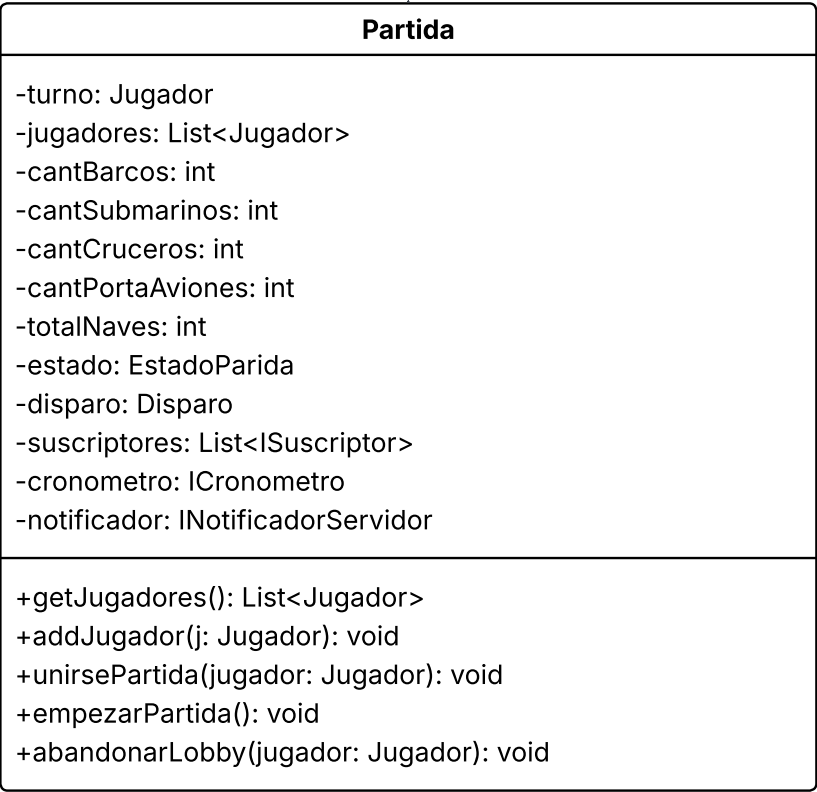 Partida
-turno: Jugador
-jugadores: List<Jugador>
-cantBarcos: int
-cantSubmarinos: int
-cantCruceros: int
-cantPortaAviones: int
-totalNaves: int
-estado: EstadoParida
-disparo: Disparo
-suscriptores: List<ISuscriptor>
-cronometro: ICronometro
-notificador: INotificadorServidor
+getJugadores(): List<Jugador>
+addJugador(j: Jugador): void
+unirsePartida(jugador: Jugador): void
+empezarPartida(): void
+abandonarLobby(jugador: Jugador): void